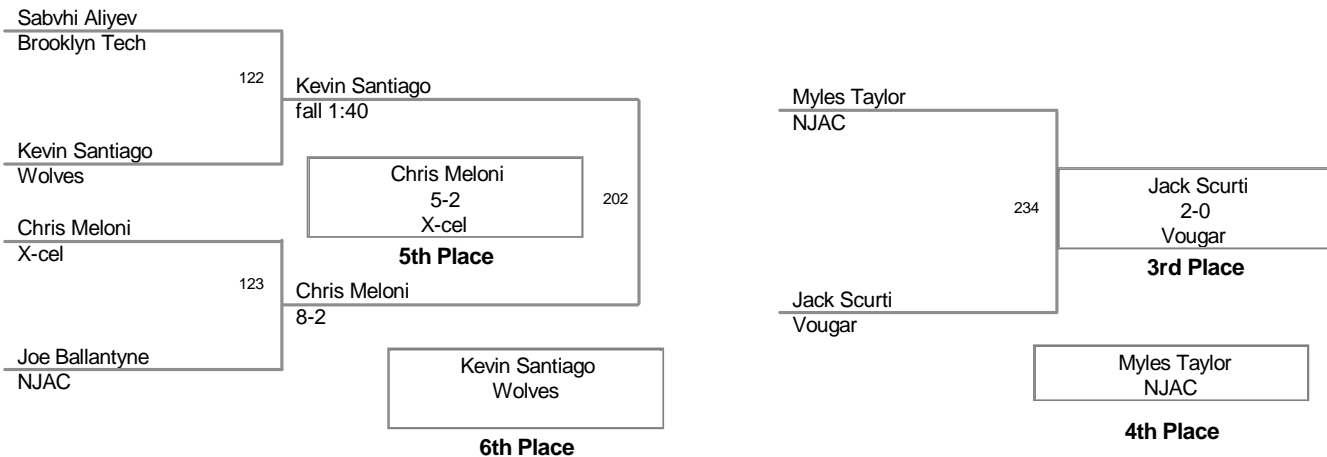 Sabvhi Aliyev
Brooklyn Tech
122
Kevin Santiago
fall 1:40
Kevin Santiago
Wolves
Chris Meloni
5-2
X-cel
5th Place
202
Chris Meloni
X-cel
123
Chris Meloni
8-2
Joe Ballantyne
NJAC
Kevin Santiago
Wolves
6th Place
Myles Taylor
NJAC
234
Jack Scurti
2-0
Vougar
3rd Place
Jack Scurti
Vougar
Myles Taylor
NJAC
4th Place